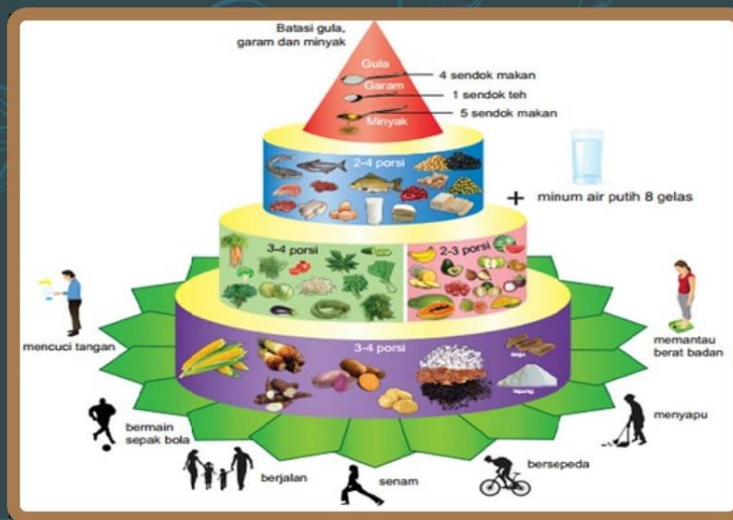 Batasi gula,
garam dan minyak
Gula
4 sendok makan
Garam
1 sendok teh
5 sendok makan
Minyak
2-4 porsi
+ minum air putih 8 gelas
3-4 porsi
2-3 porsi
mencuci tangan
memantau
berat badan
3-4 porsi
tepung
bermain
sepak bola
menyapu
berjalan
senam
bersepeda